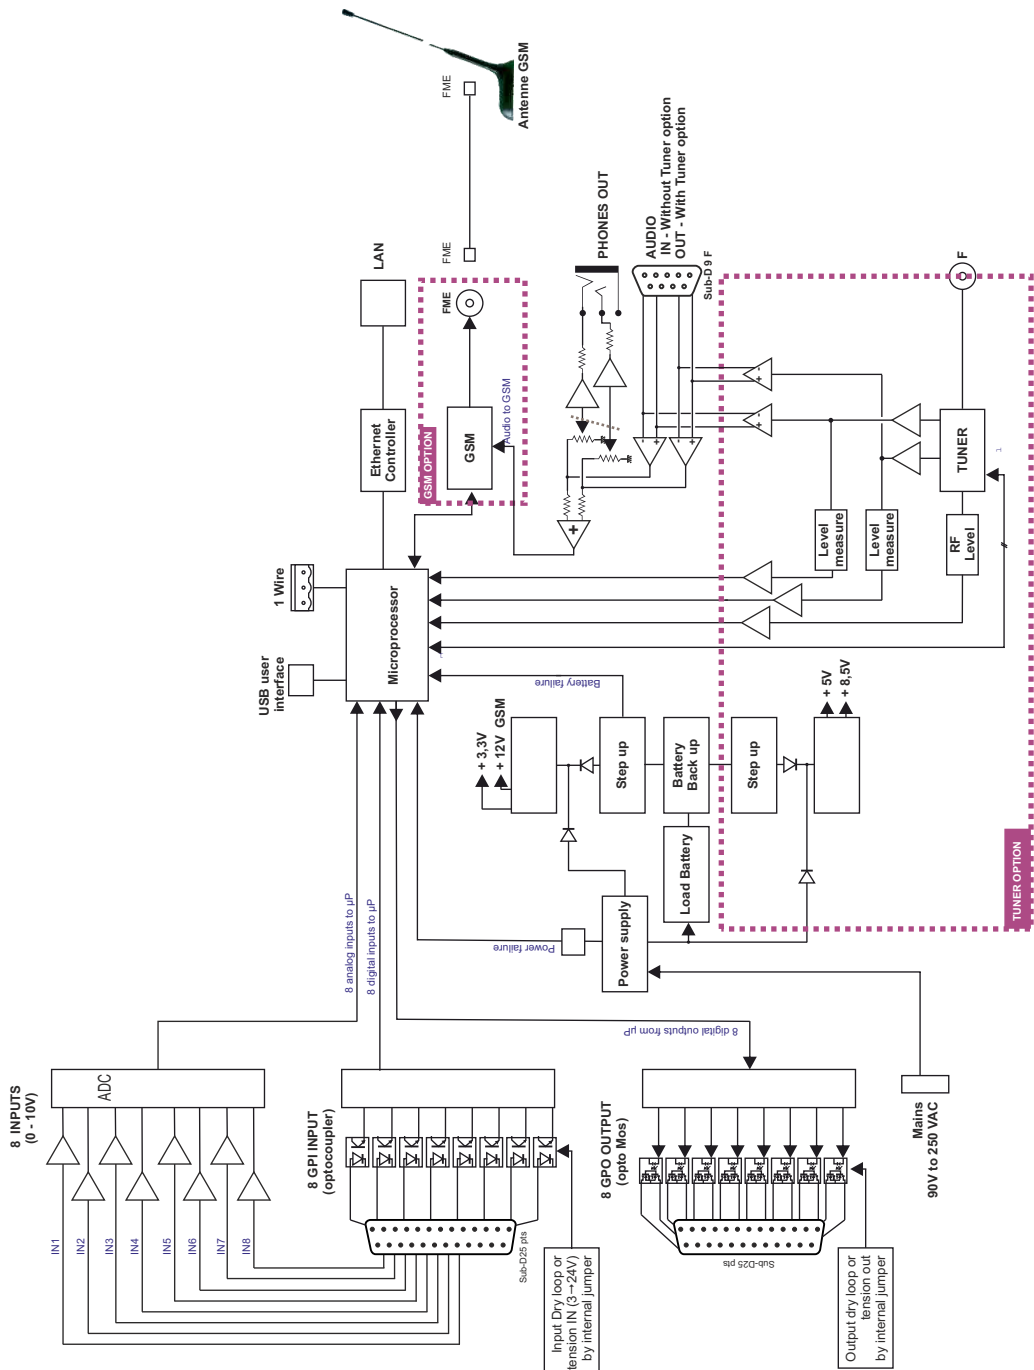 Antenne GSM
FME
FME
LAN
FME
GSM OPTION
GSM
Audio to GSM
Ethernet
Controller
PHONES OUT
AUDIO
IN - Without Tuner option
OUT - With Tuner option
Sub-D 9 F
F
TUNER
RF
Level
Level
measure
Level
measure
TUNER OPTION
1 Wire
USB user
interface
Microprocessor
Battery failure
+ 3,3V
+ 12V GSM
Step up
Battery
Back up
Step up
+ 5V
+ 8,5V
Load Battery
Power supply
Power failure
8 analog inputs to µP
8 digital inputs to µP
8 digital outputs from µP
8 INPUTS
(0 - 10V)
ADC
IN1
IN2
IN3
IN4
IN5
IN6
IN7
IN8
8 GPI INPUT
(optocoupler)
Sub-D25 pts
Input Dry loop or
tension IN (3→24V)
by internal jumper
8 GPO OUTPUT
(opto Mos)
Sub-D25 pts
Output dry loop or
tension out
by internal jumper
Mains
90V to 250 VAC
+
-
+
-
+
-
+
-
+
1